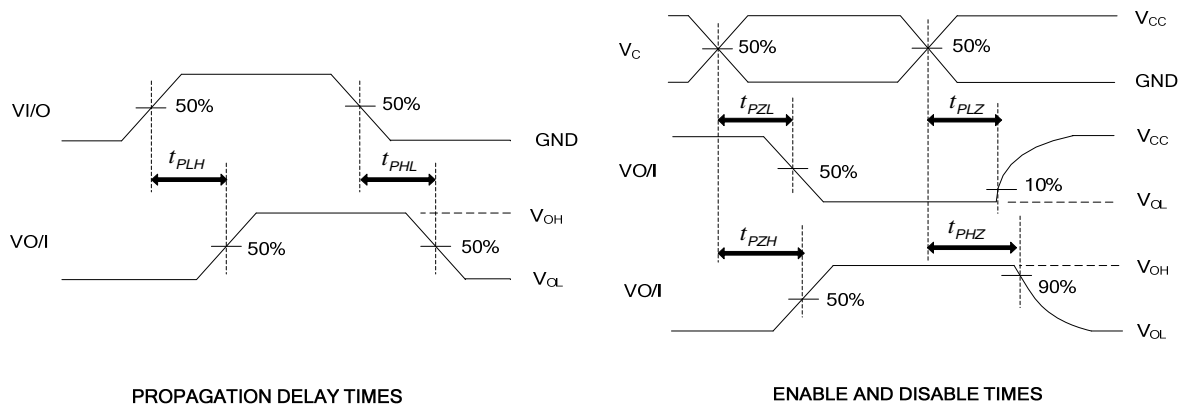 VI/O
50%
50%
GND
tPLH
tPHL
VO/I
50%
50%
VOH
VOL
PROPAGATION DELAY TIMES
VC
50%
50%
VCC
GND
tPZL
tPLZ
VO/I
50%
10%
VCC
VOL
tPZH
tPHZ
VO/I
50%
90%
VOH
VOL
ENABLE AND DISABLE TIMES